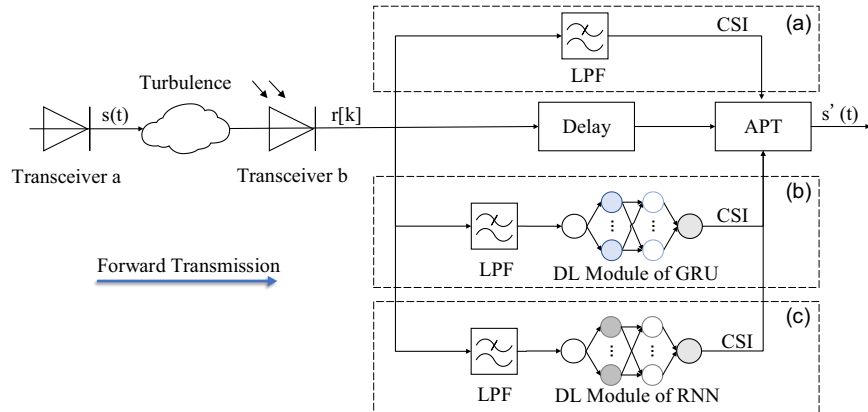 (a)
CSI
LPF
Turbulence
s(t)
r[k]
Delay
APT
s’ (t)
Transceiver a
Transceiver b
(b)
CSI
LPF
DL Module of GRU
Forward Transmission
(c)
CSI
LPF
DL Module of RNN